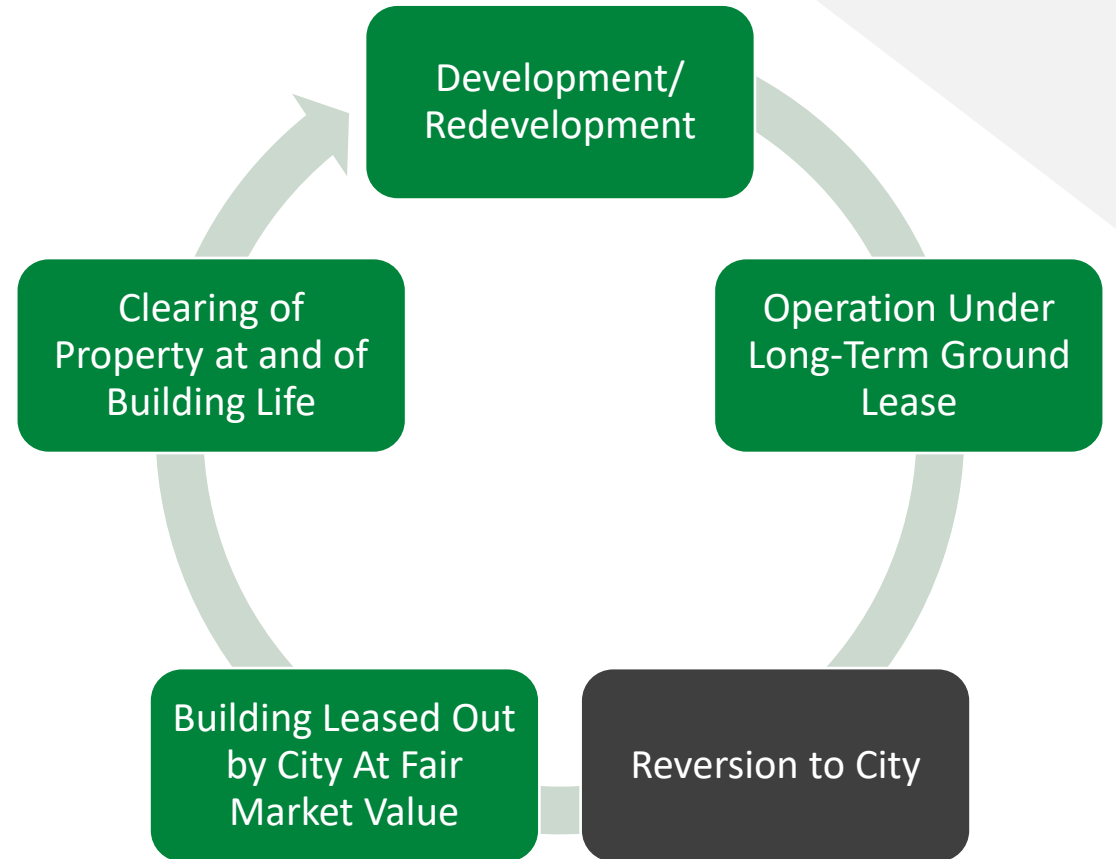 Development/
Redevelopment
Operation Under
Long-Term Ground
Lease
Reversion to City
Building Leased Out
by City At Fair
Market Value
Clearing of
Property at and of
Building Life